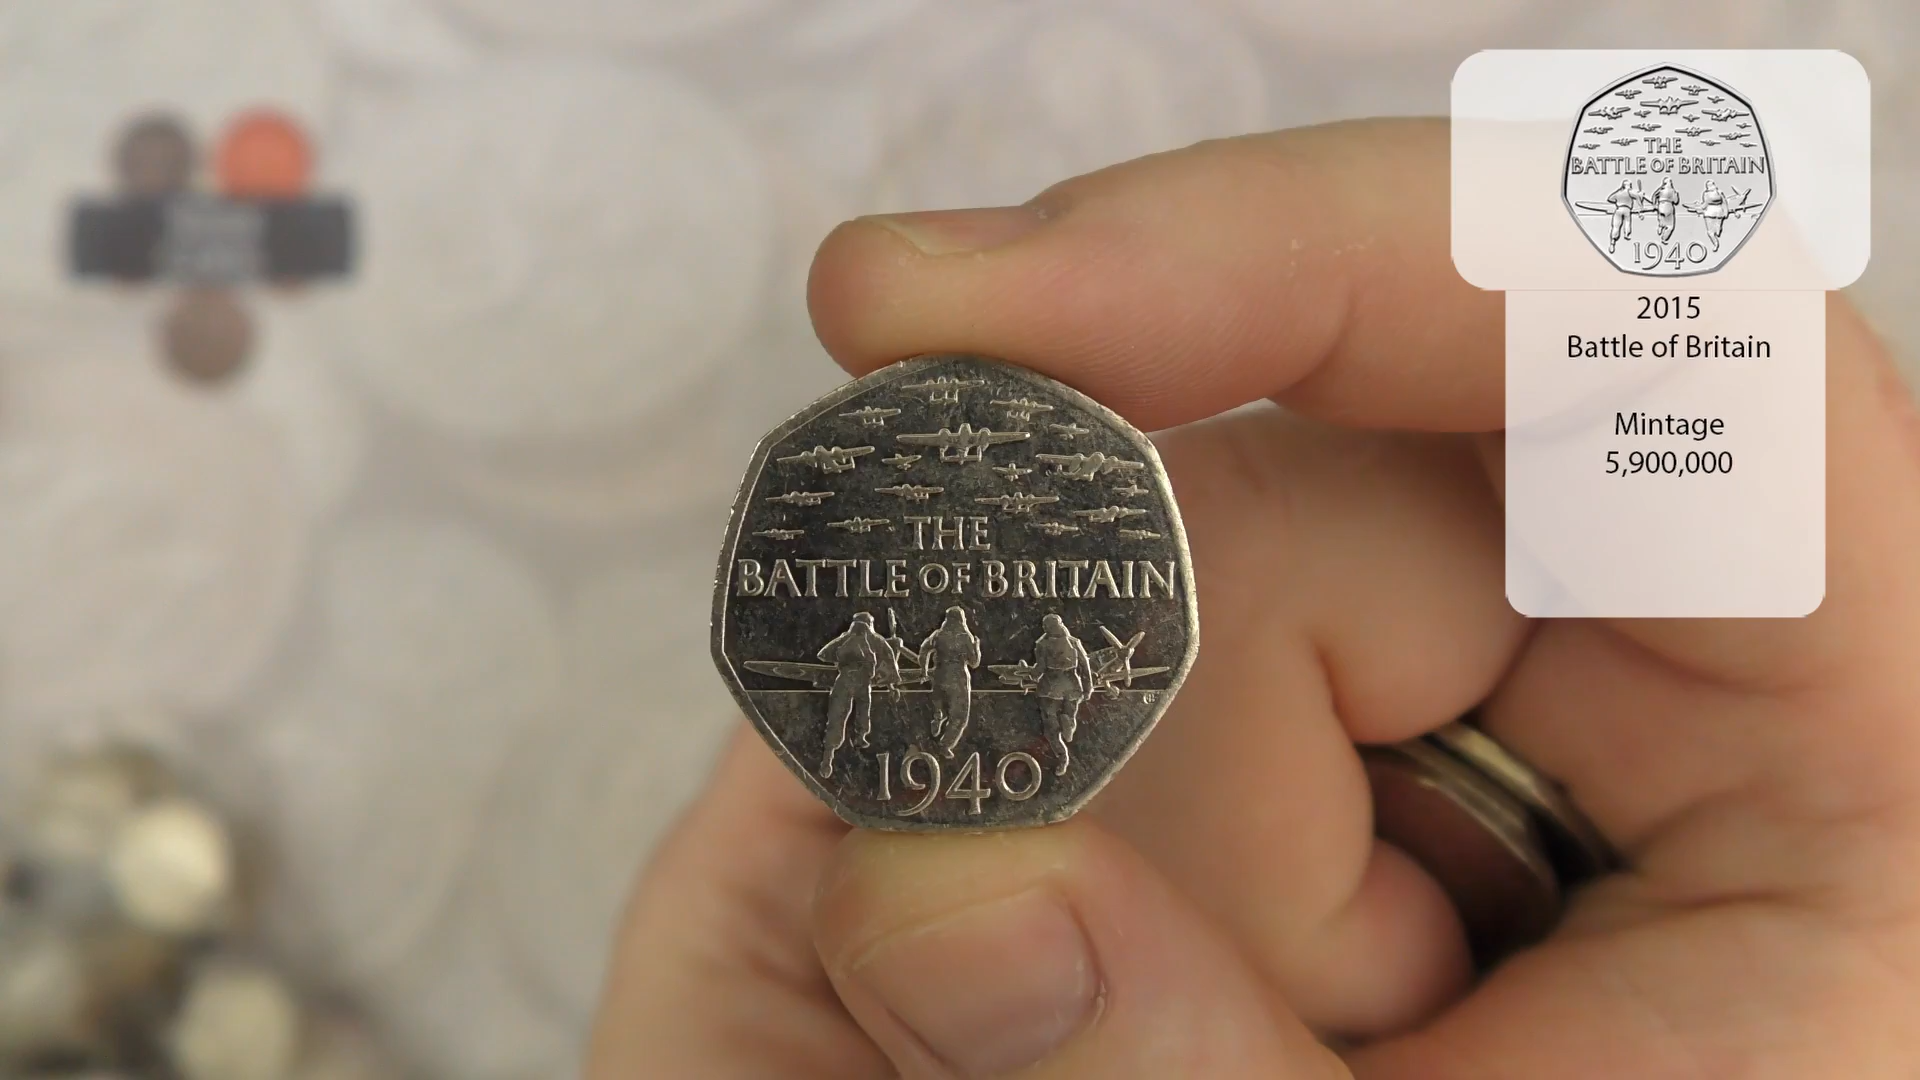 THE
BATTLE OF BRITAIN
1940
THE
BATTLE OF BRITAIN
1940
2015
Battle of Britain
Mintage
5,900,000